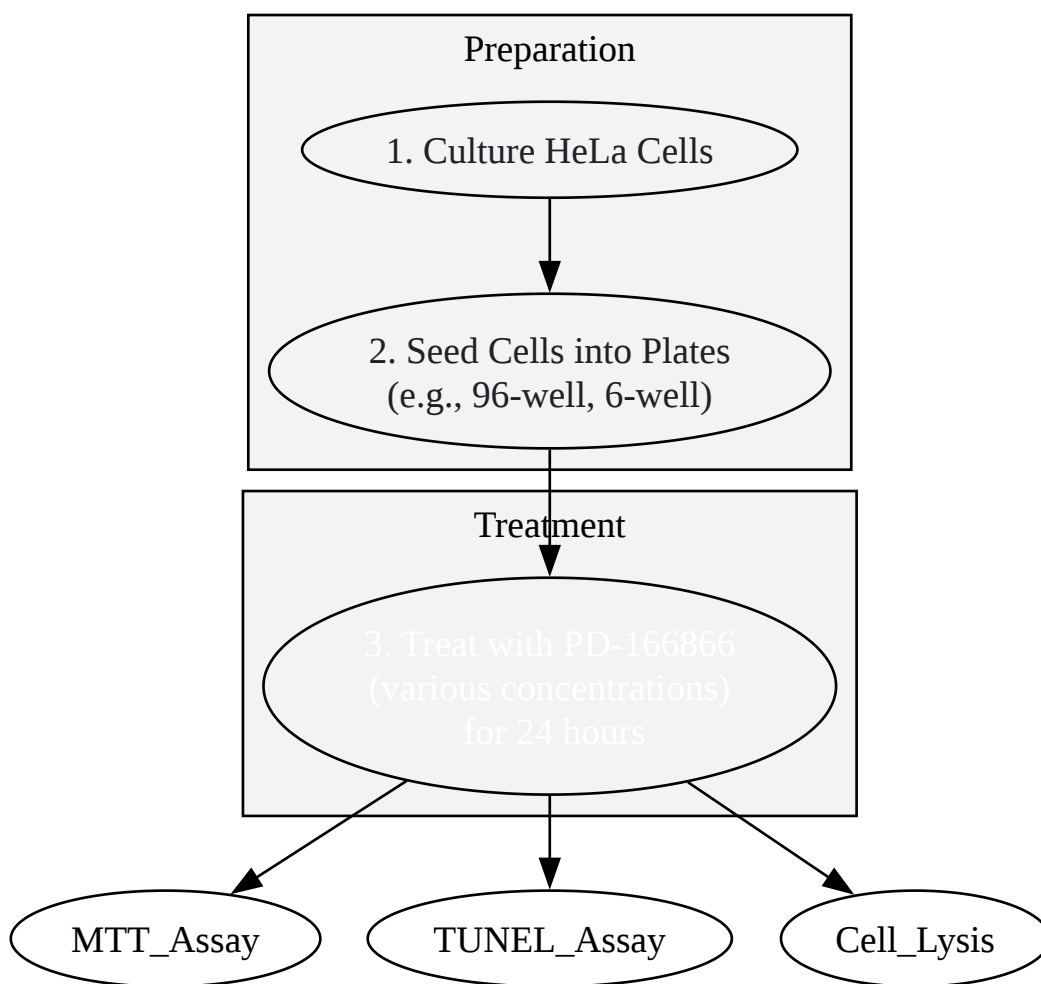 Preparation
1. Culture HeLa Cells
2. Seed Cells into Plates
(e.g., 96-well, 6-well)
Treatment
3. Treat with PD-166866
(various concentrations)
for 24 hours
MTT_Assay
TUNEL_Assay
Cell_Lysis